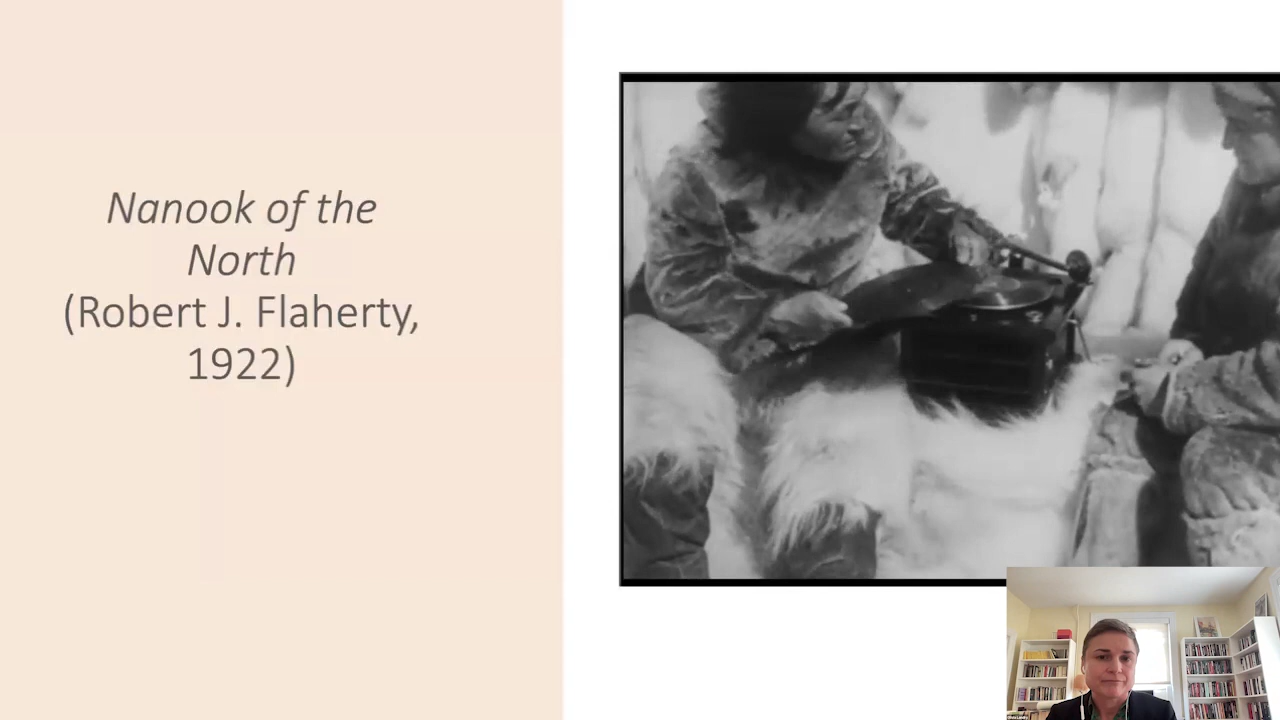 Nanook of the
North
(Robert J. Flaherty,
1922)